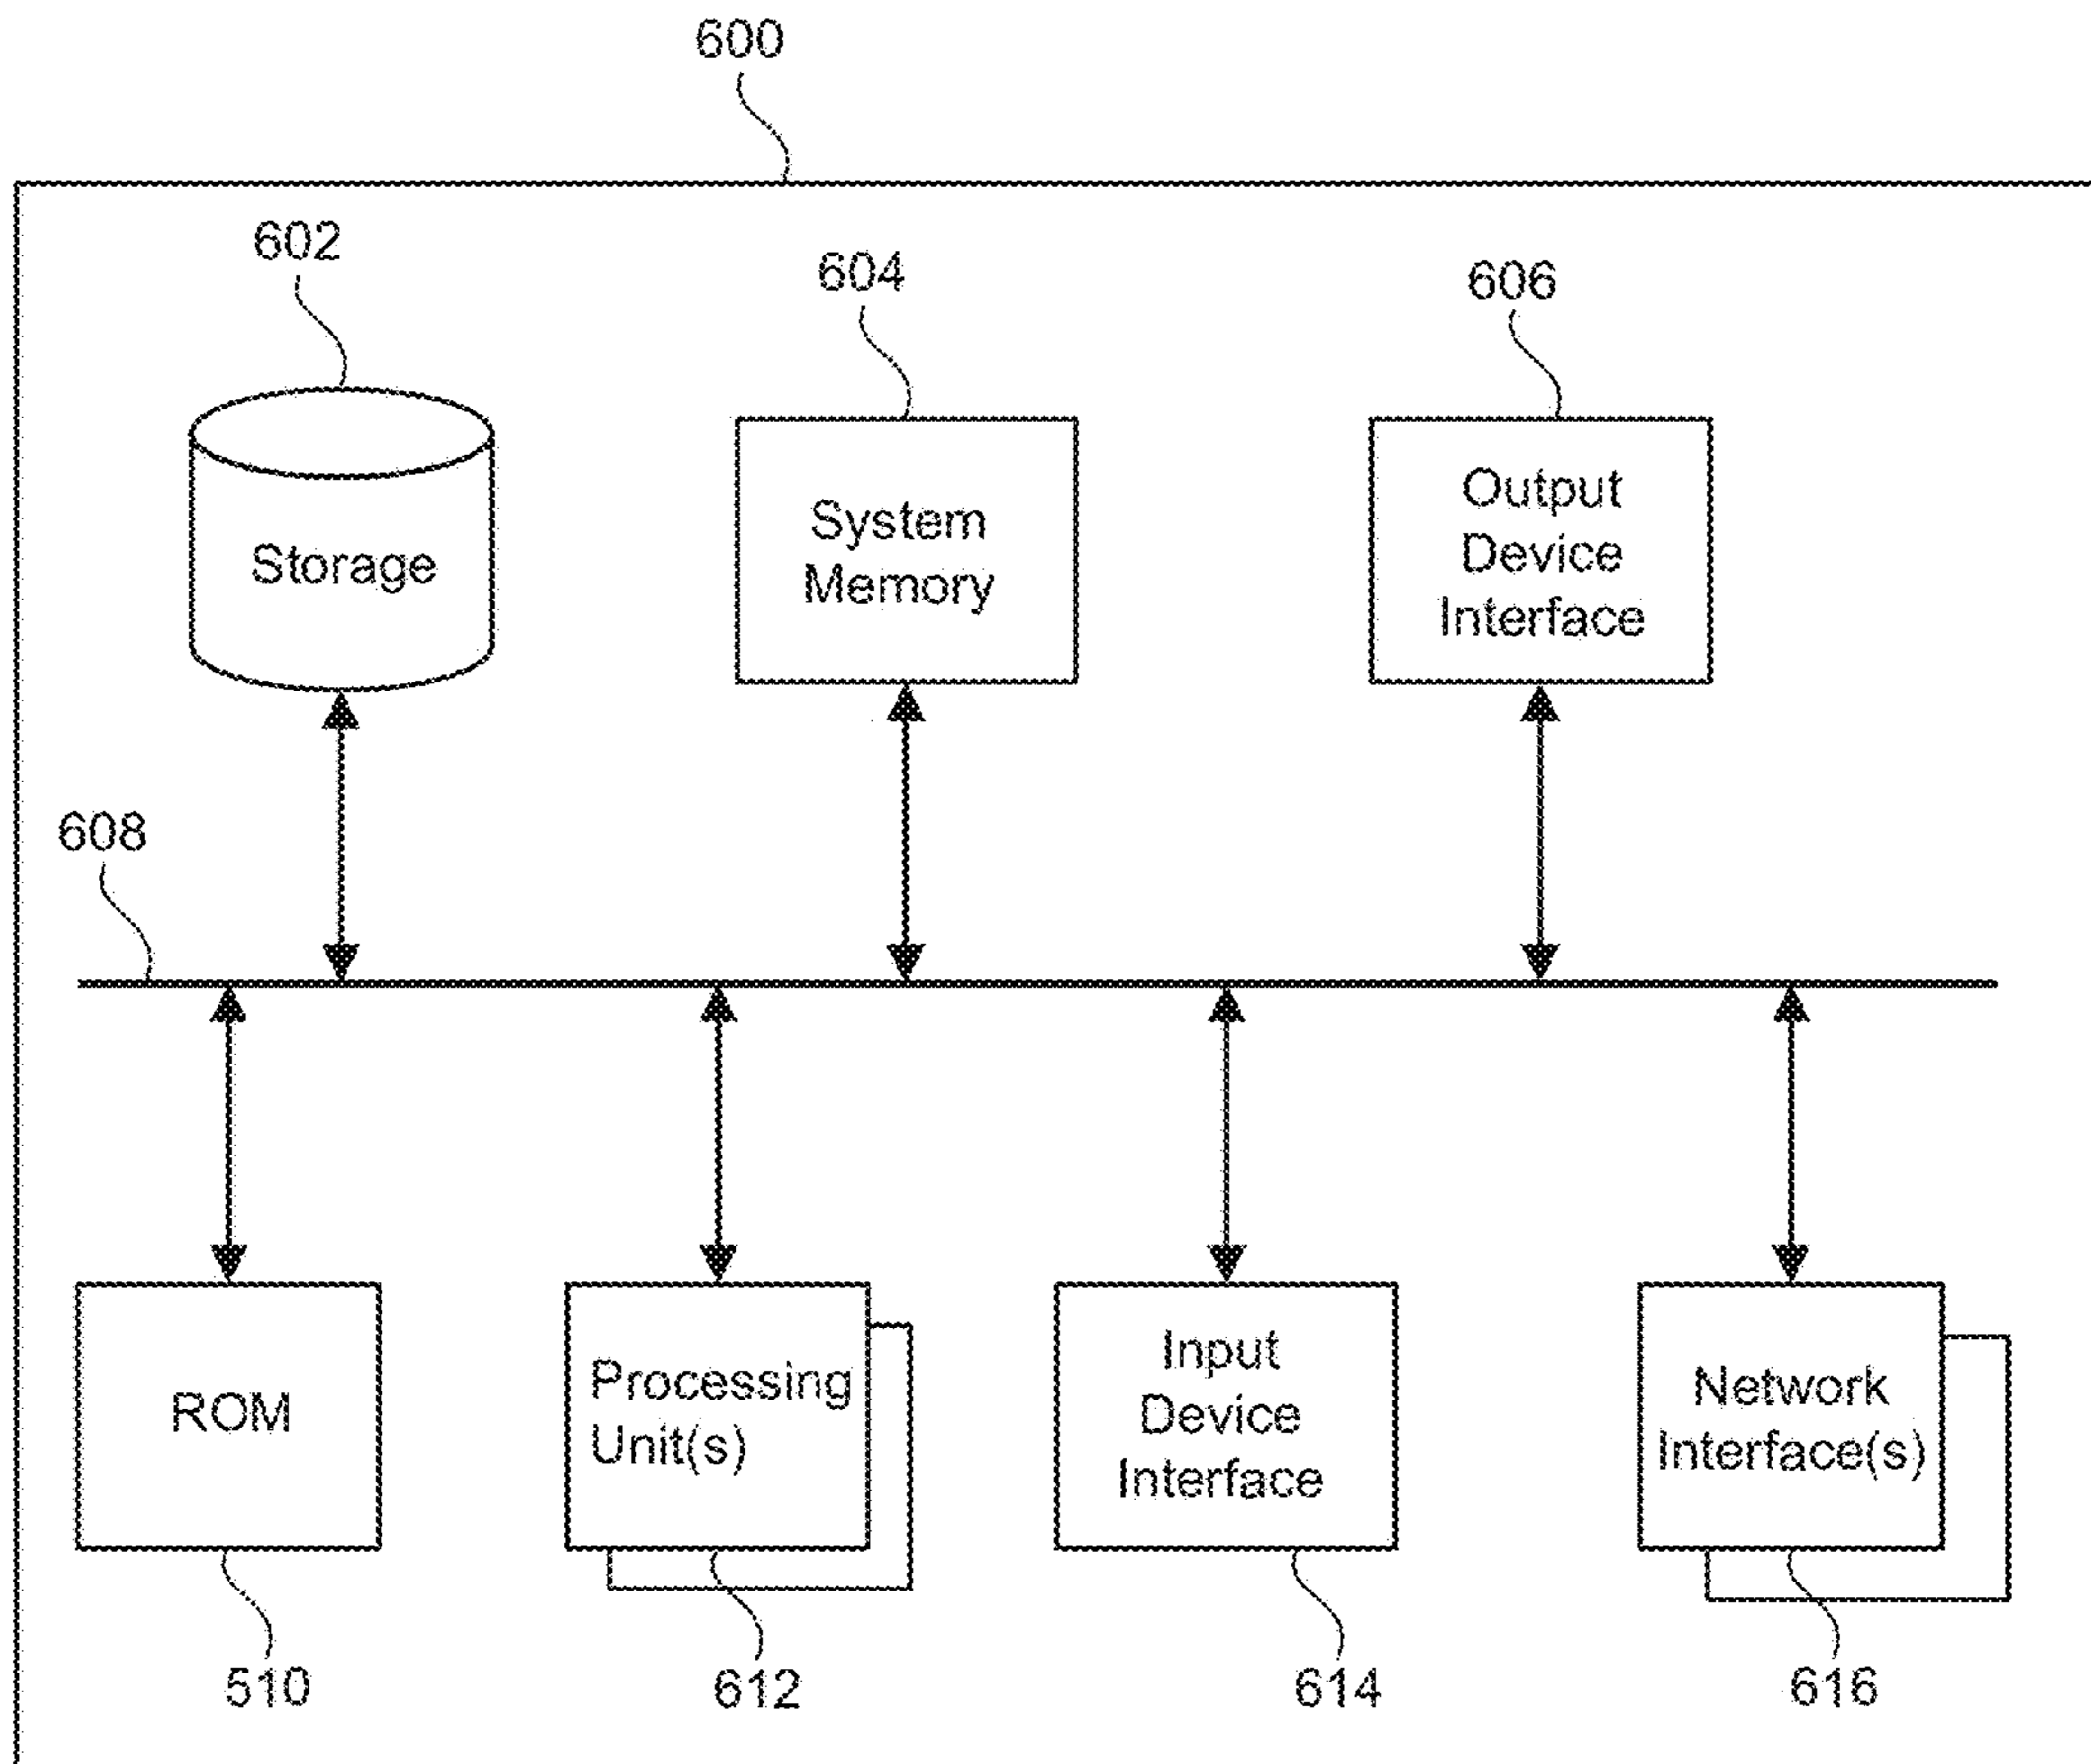 600
602
604
606
Storage
System
Memory
Output
Device
Interface
608
ROM
Processing
Unit(s)
Input
Device
Interface
Network
Interface(s)
510
612
614
616